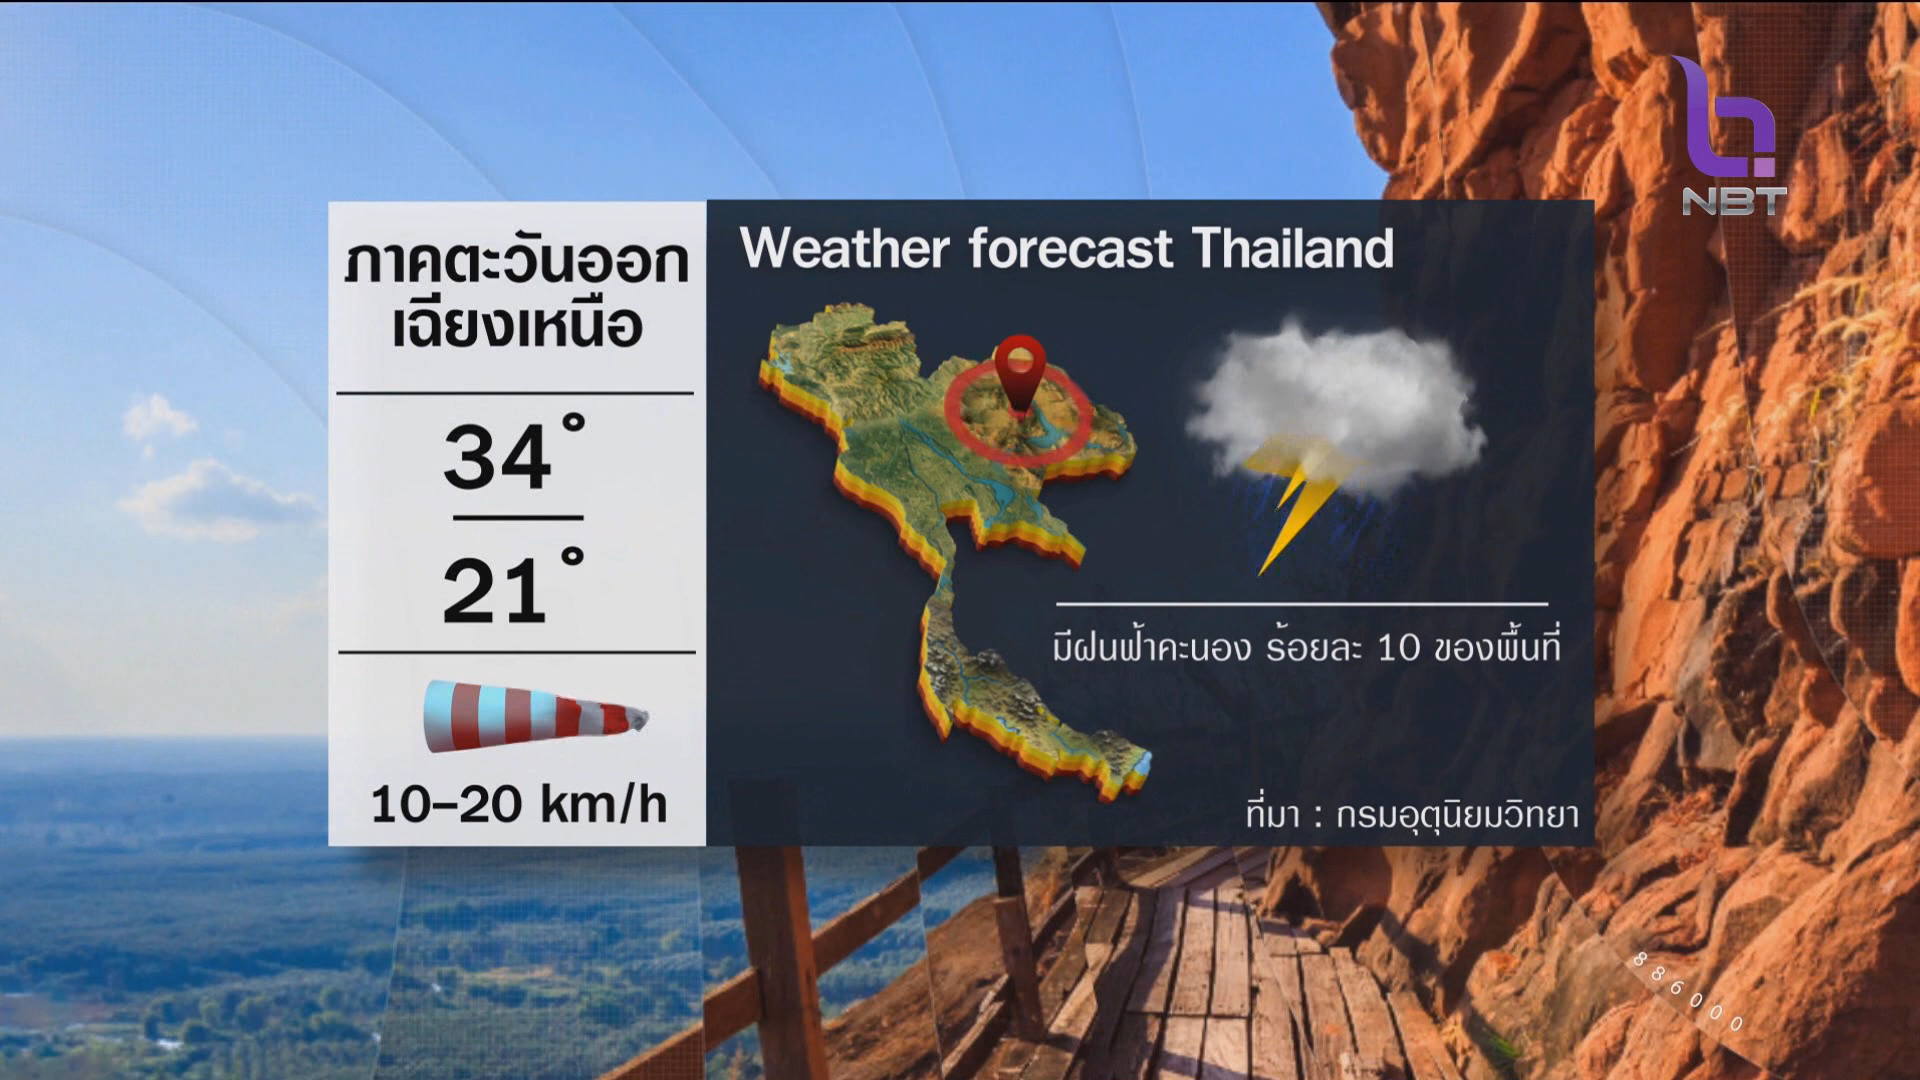 NBT
ภาคตะวันออก
เฉียงเหนือ
34°
21°
10–20 km/h
Weather forecast Thailand
มีฝนฟ้าคะนอง ร้อยละ 10 ของพื้นที่
ที่มา : กรมอุตุนิยมวิทยา
886000